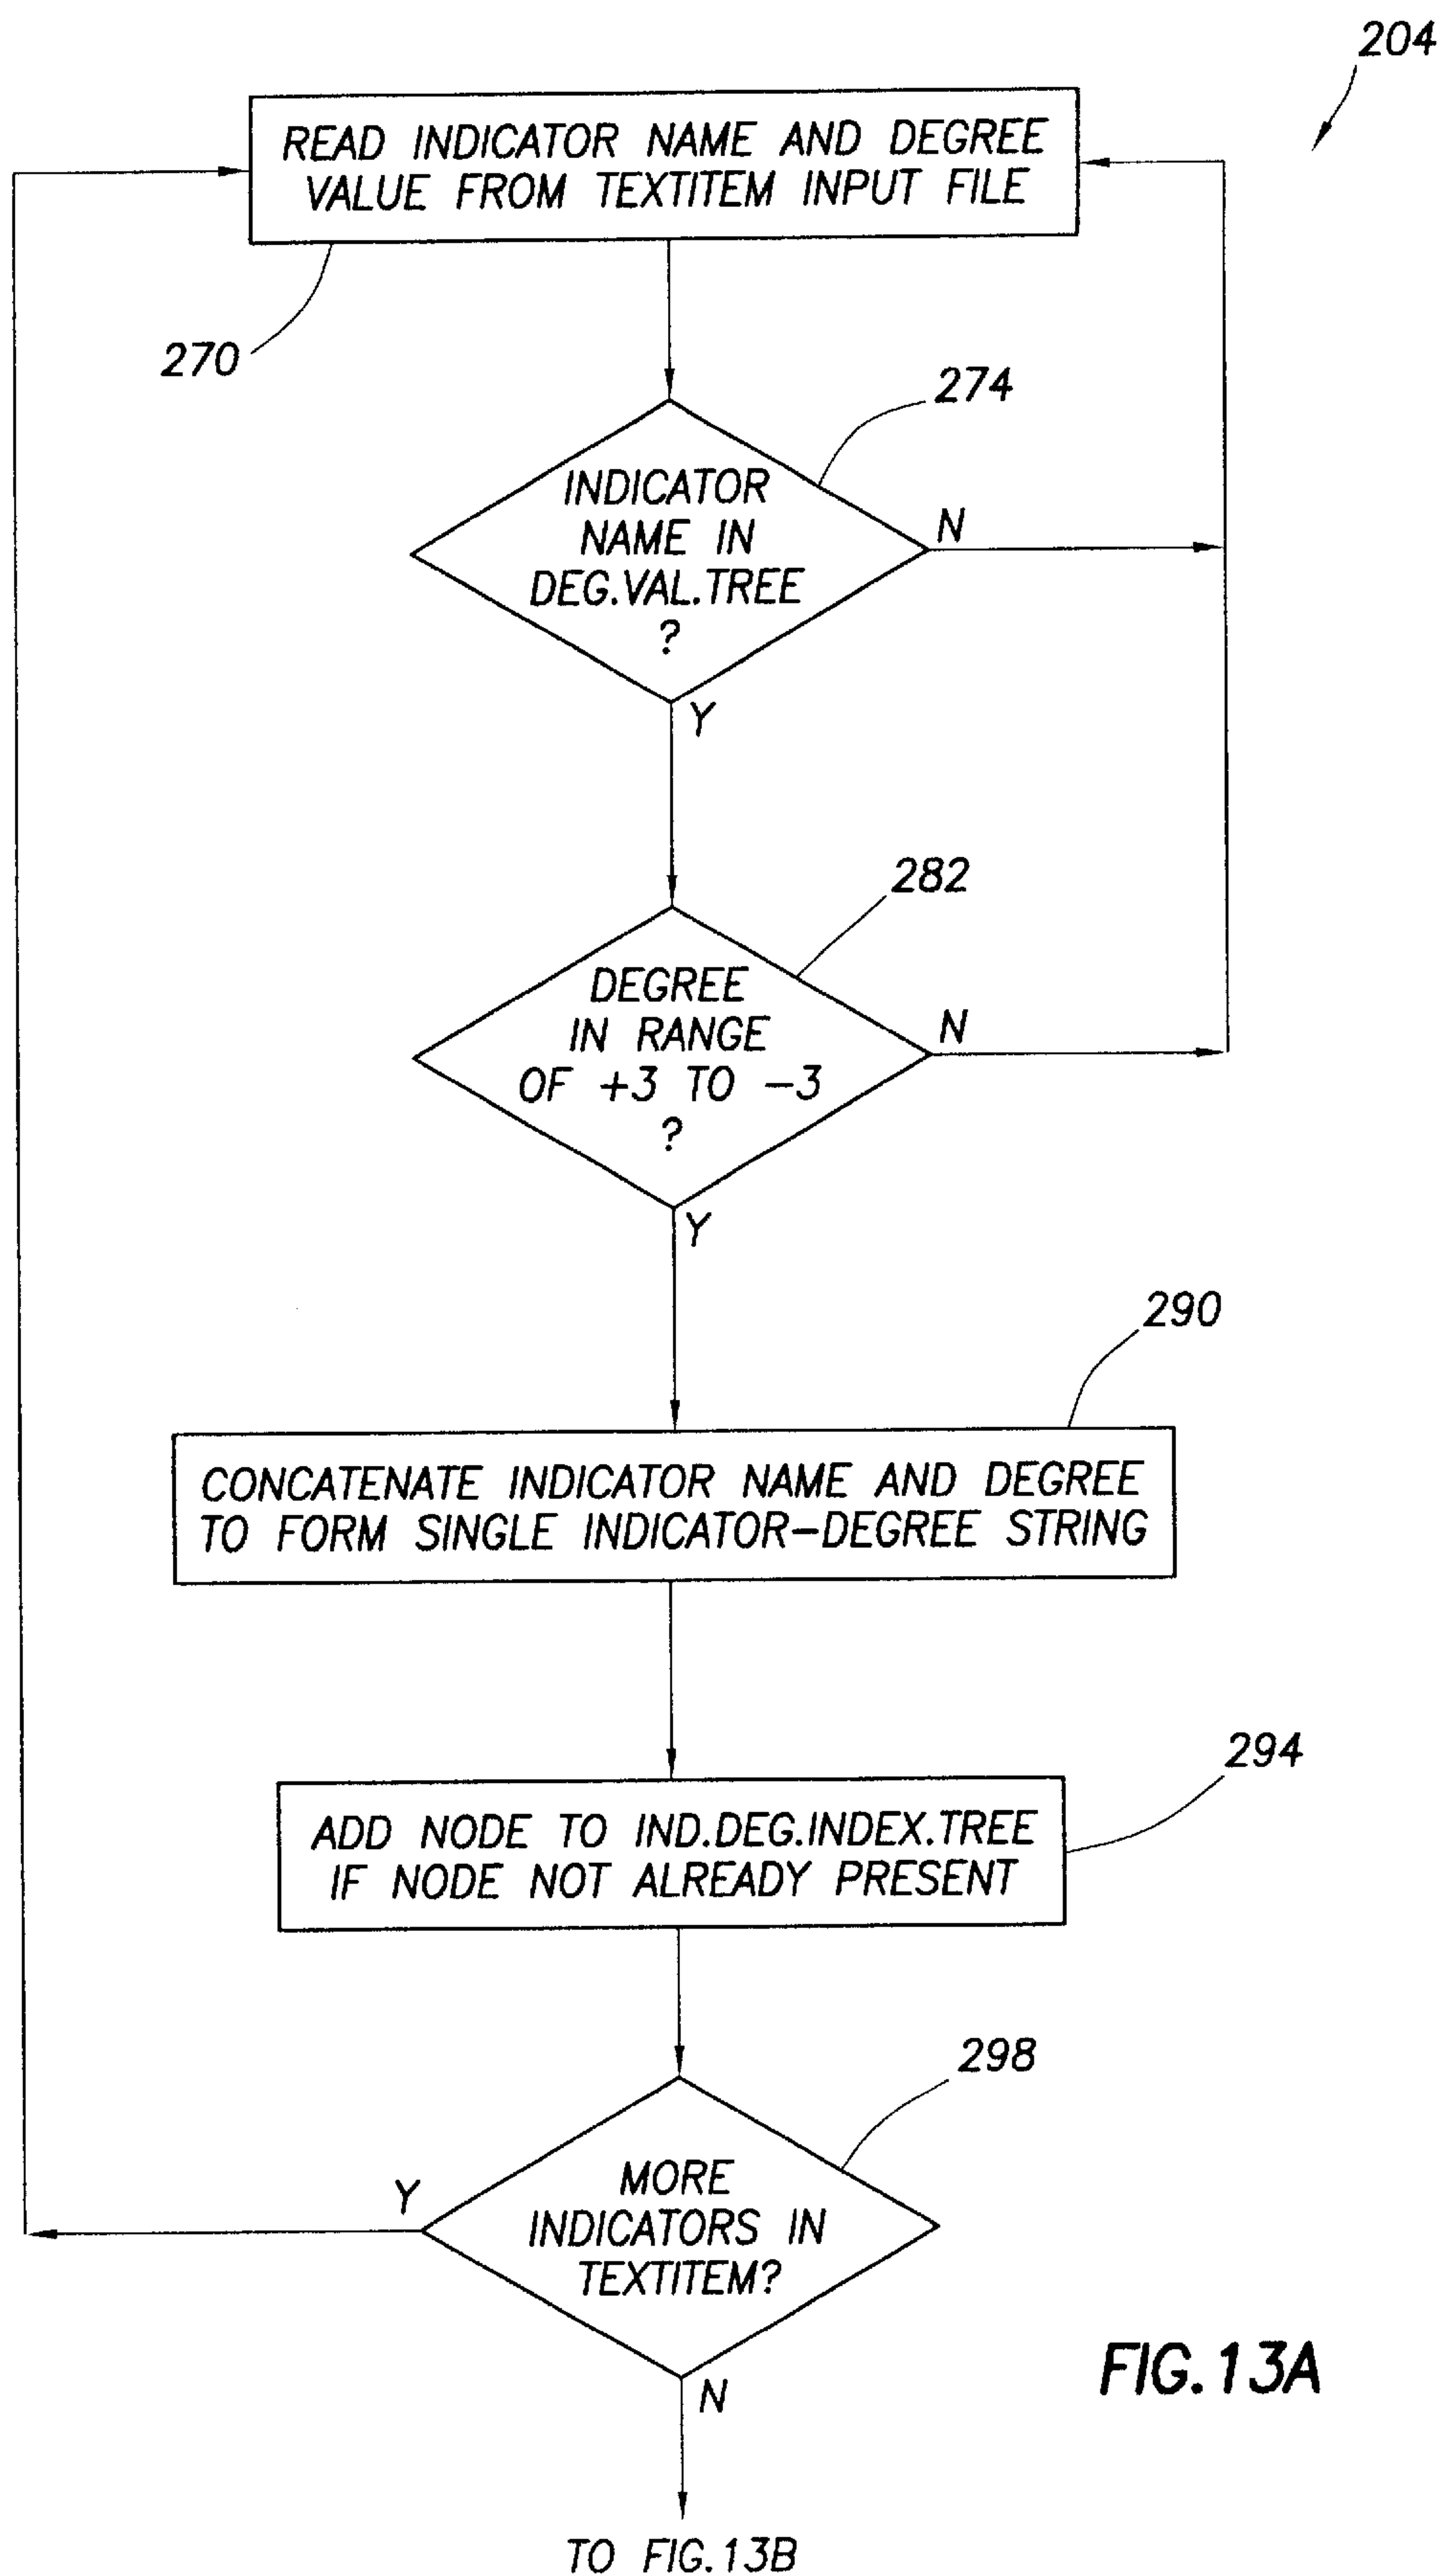 204
READ INDICATOR NAME AND DEGREE
VALUE FROM TEXTITEM INPUT FILE
270
274
INDICATOR
NAME IN
DEG.VAL.TREE
?
N
Y
282
DEGREE
IN RANGE
OF +3 TO -3
?
N
Y
290
CONCATENATE INDICATOR NAME AND DEGREE
TO FORM SINGLE INDICATOR-DEGREE STRING
294
ADD NODE TO IND.DEG.INDEX.TREE
IF NODE NOT ALREADY PRESENT
298
Y
MORE
INDICATORS IN
TEXTITEM?
N
FIG.13A
TO FIG.13B